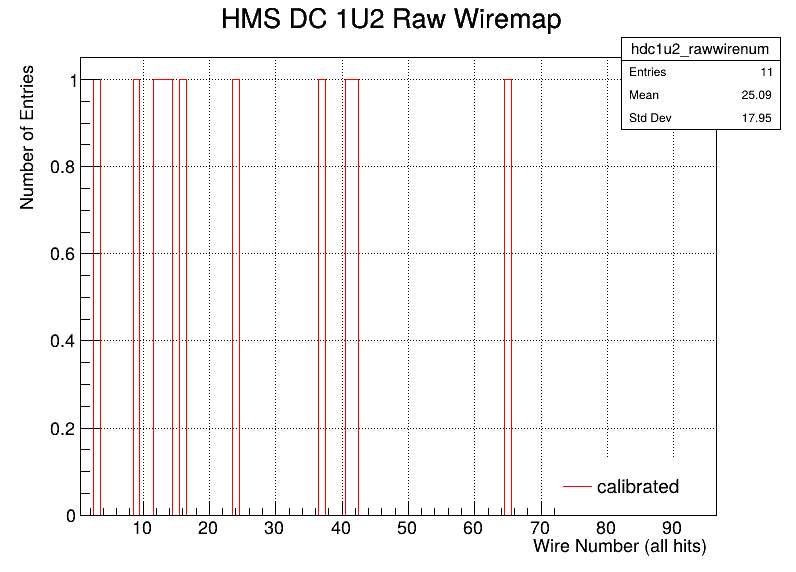 HMS DC 1U2 Raw Wiremap
hdc1u2_rawwirenum
Entries 11
Mean 25.09
Std Dev 17.95
Number of Entries
1
0.8
0.6
0.4
0.2
0
calibrated
10 20 30 40 50 60 70 80 90
Wire Number (all hits)